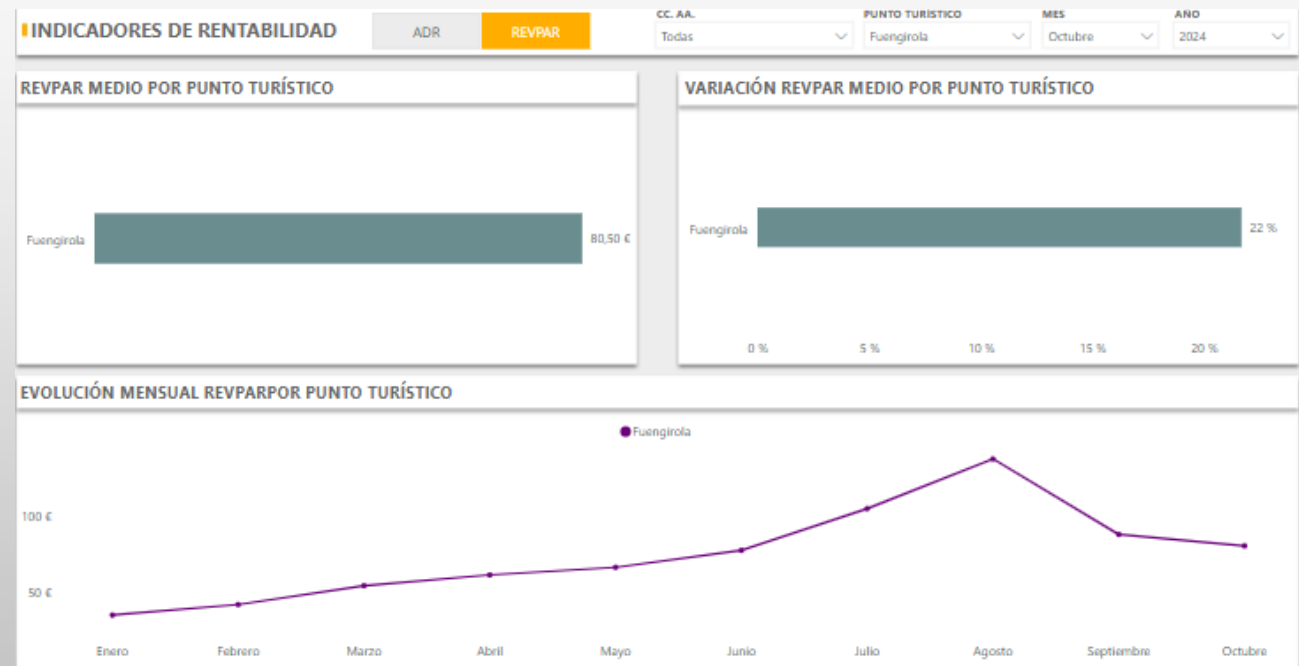 INDICADORES DE RENTABILIDAD
ADR
REVPAR
CC. AA.
Todas
PUNTO TURÍSTICO
Fuengirola
MES
Octubre
AÑO
2024
REVPAR MEDIO POR PUNTO TURÍSTICO
Fuengirola
80,50 €
VARIACIÓN REVPAR MEDIO POR PUNTO TURÍSTICO
Fuengirola
22 %
0 % 5 % 10 % 15 % 20 %
EVOLUCIÓN MENSUAL REVPARPOR PUNTO TURÍSTICO
Fuengirola
100 €
50 €
Enero Febrero Marzo Abril Mayo Junio Julio Agosto Septiembre Octubre